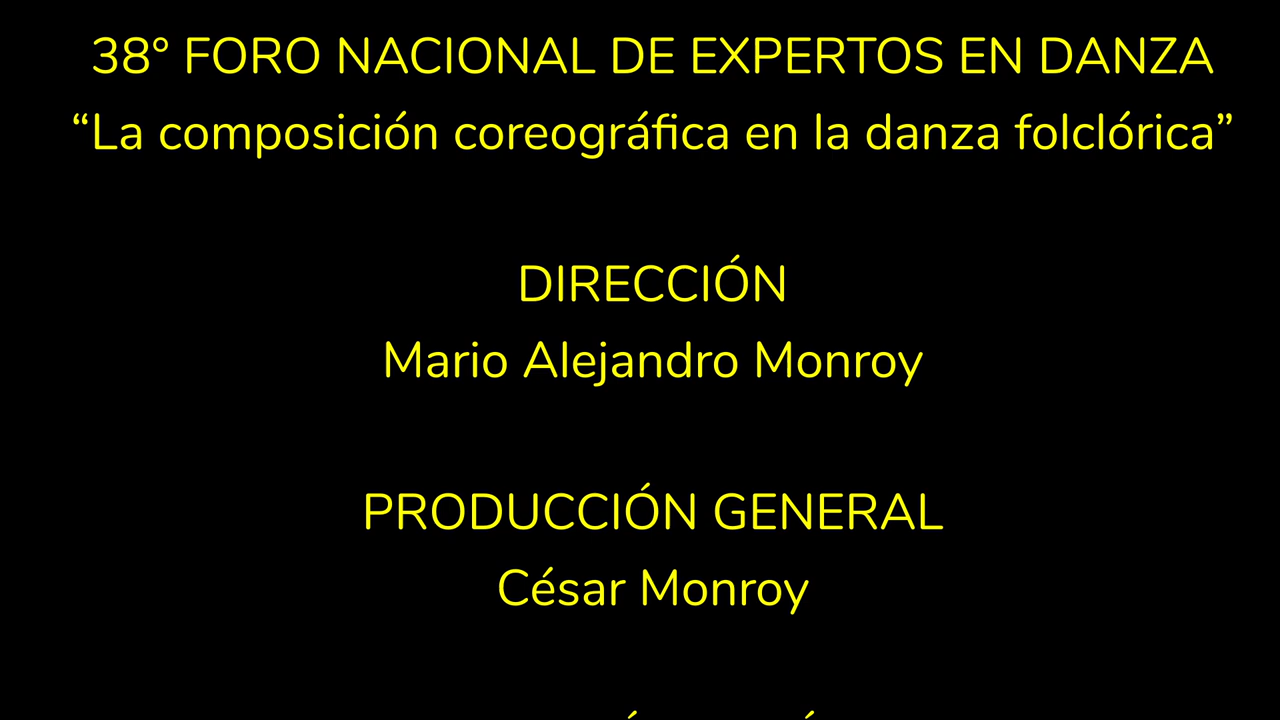 38° FORO NACIONAL DE EXPERTOS EN DANZA
“La composición coreográfica en la danza folclórica”
DIRECCIÓN
Mario Alejandro Monroy
PRODUCCIÓN GENERAL
César Monroy